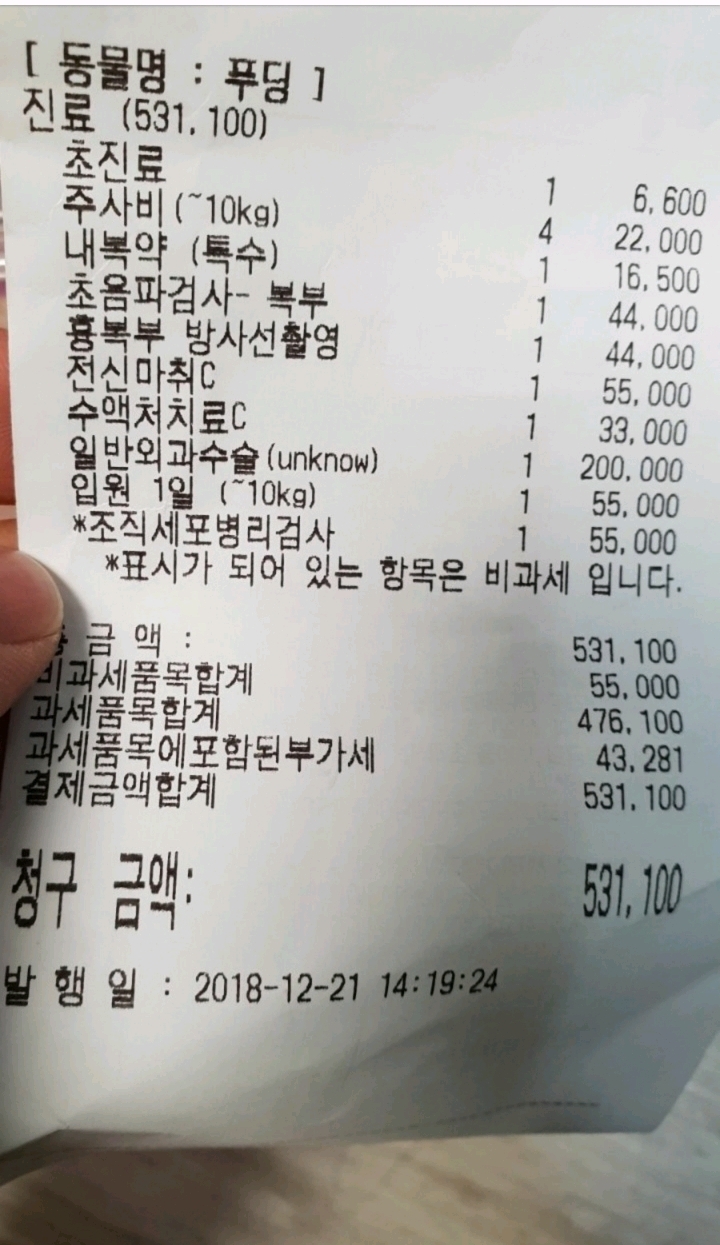 [ 동물명 : 푸딩 ]
진료 (531,100)
초진료 1 6,600
주사비(~10kg) 4 22,000
내복약 (특수) 1 16,500
초음파검사- 복부 1 44,000
흉복부 방사선촬영 1 44,000
전신마취C 1 55,000
수액처치료C 1 33,000
일반외과수술(unknow) 1 200,000
입원 1일 (~10kg) 1 55,000
*조직세포병리검사 1 55,000
*표시가 되어 있는 항목은 비과세 입니다.
금 액 : 531,100
비과세품목합계 55,000
과세품목합계 476,100
과세품목에포함된부가세 43,281
결제금액합계 531,100
청구 금액: 531,100
발 행 일 : 2018-12-21 14:19:24